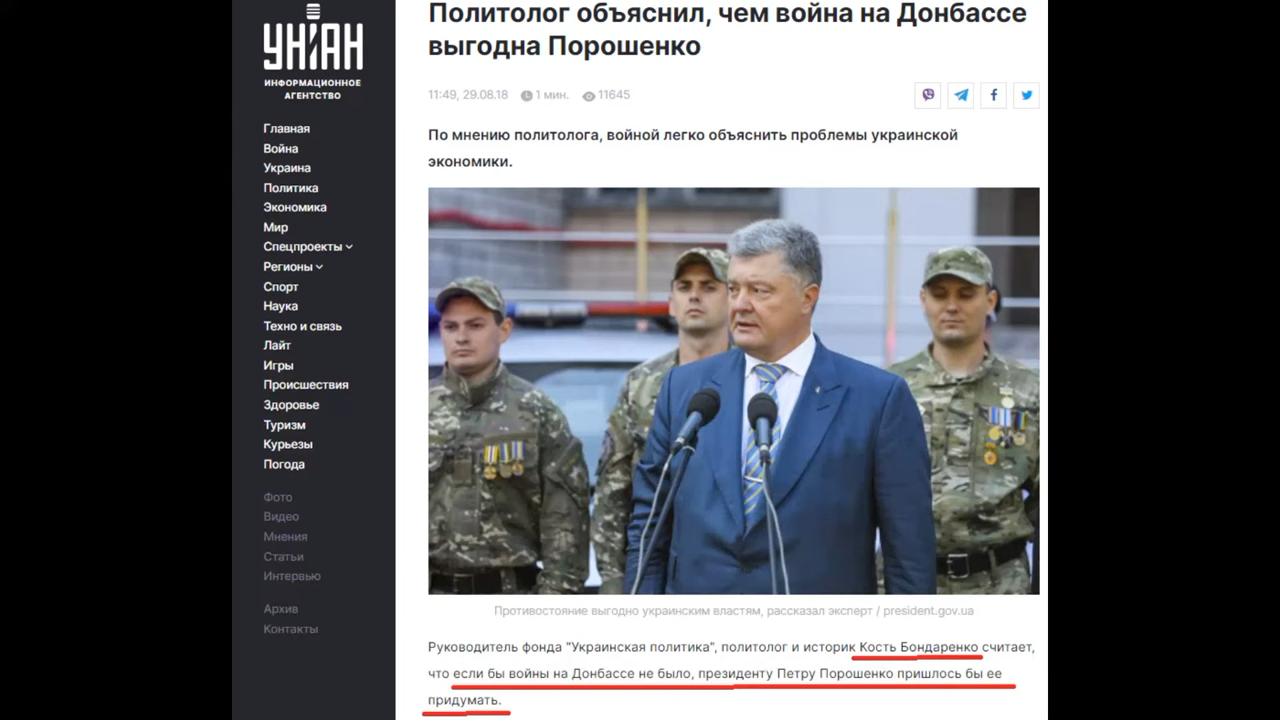 УНІАН
ИНФОРМАЦИОННОЕ
АГЕНТСТВО
Главная
Война
Украина
Политика
Экономика
Мир
Спецпроекты
Регионы
Спорт
Наука
Техно и связь
Лайт
Игры
Происшествия
Здоровье
Туризм
Курьезы
Погода
Фото
Видео
Мнения
Статьи
Интервью
Архив
Контакты
Политолог объяснил, чем война на Донбассе
выгодна Порошенко
11:49, 29.08.18 1 мин. 11645
По мнению политолога, войной легко объяснить проблемы украинской
экономики.
Противостояние выгодно украинским властям, рассказал эксперт / president.gov.ua
Руководитель фонда "Украинская политика", политолог и историк Кость Бондаренко считает,
что если бы войны на Донбассе не было, президенту Петру Порошенко пришлось бы ее
придумать.